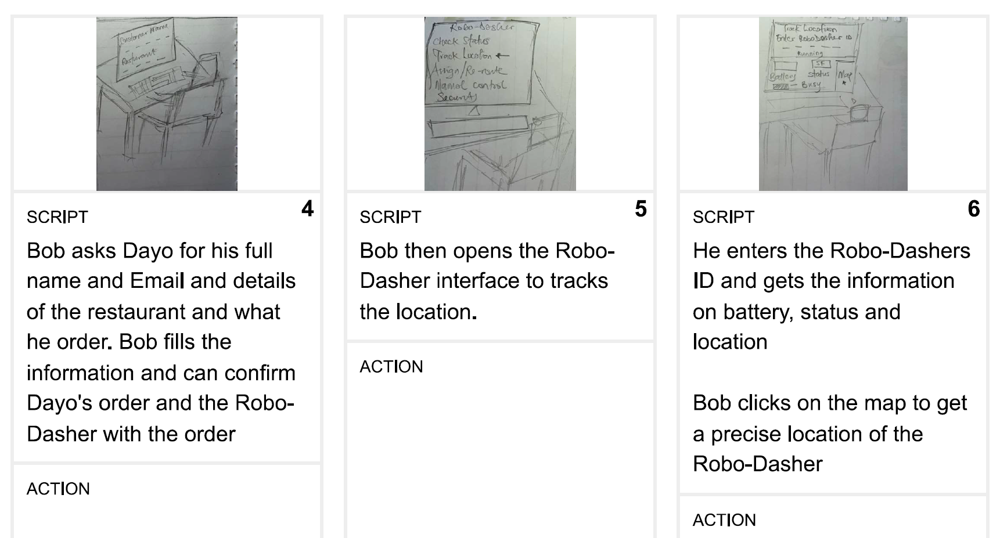 Customer Name
Resturant
SCRIPT
4
Bob asks Dayo for his full
name and Email and details
of the restaurant and what
he order. Bob fills the
information and can confirm
Dayo's order and the Robo-
Dasher with the order
ACTION
Robo-Dasher
Check Status
Track Location ←
Assign/Re-route
control
Security
SCRIPT
5
Bob then opens the Robo-
Dasher interface to tracks
the location.
ACTION
Track Location
Enter RoboDasher ID
Running
SF
Battery
Status
Map
Busy
SCRIPT
6
He enters the Robo-Dashers
ID and gets the information
on battery, status and
location
Bob clicks on the map to get
a precise location of the
Robo-Dasher
ACTION